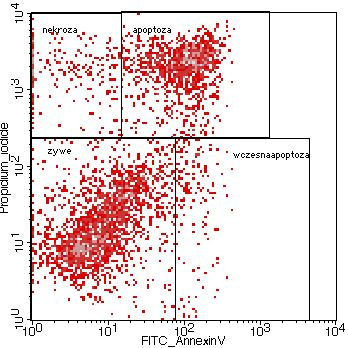 10^4
nekroza
apoptoza
10^3
Propidium_Iodide
10^2
zywe
wczesnaapoptoza
10^1
10^0
10^0 10^1 10^2 10^3 10^4
FITC_AnnexinV